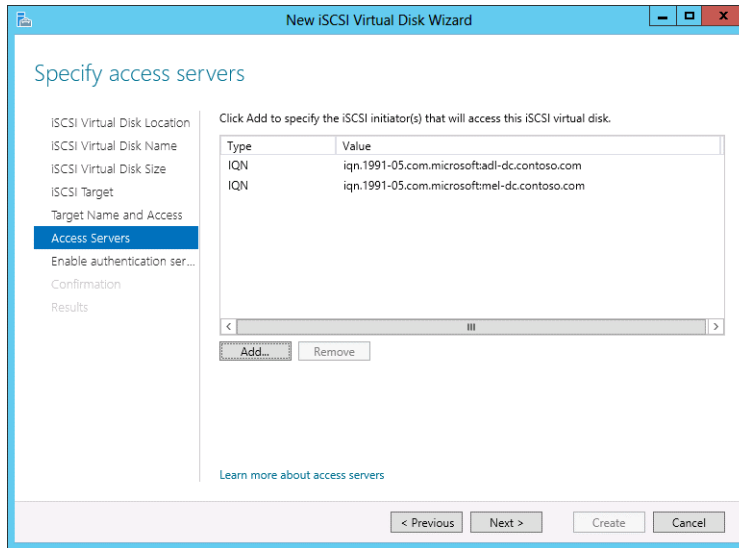 New iSCSI Virtual Disk Wizard
Specify access servers
iSCSI Virtual Disk Location
iSCSI Virtual Disk Name
iSCSI Virtual Disk Size
iSCSI Target
Target Name and Access
Access Servers
Enable authentication ser...
Confirmation
Results
Click Add to specify the iSCSI initiator(s) that will access this iSCSI virtual disk.
Type Value
IQN iqn.1991-05.com.microsoft:adl-dc.contoso.com
IQN iqn.1991-05.com.microsoft:mel-dc.contoso.com
Add... Remove
Learn more about access servers
< Previous Next > Create Cancel